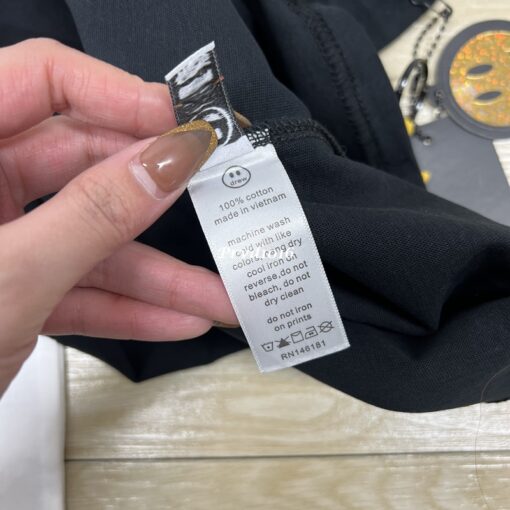 drew
100% cotton
made in vietnam
machine wash
cold with like
colors, hang dry
cool iron on
reverse, do not
bleach, do not
dry clean
do not iron
on prints
RN146181